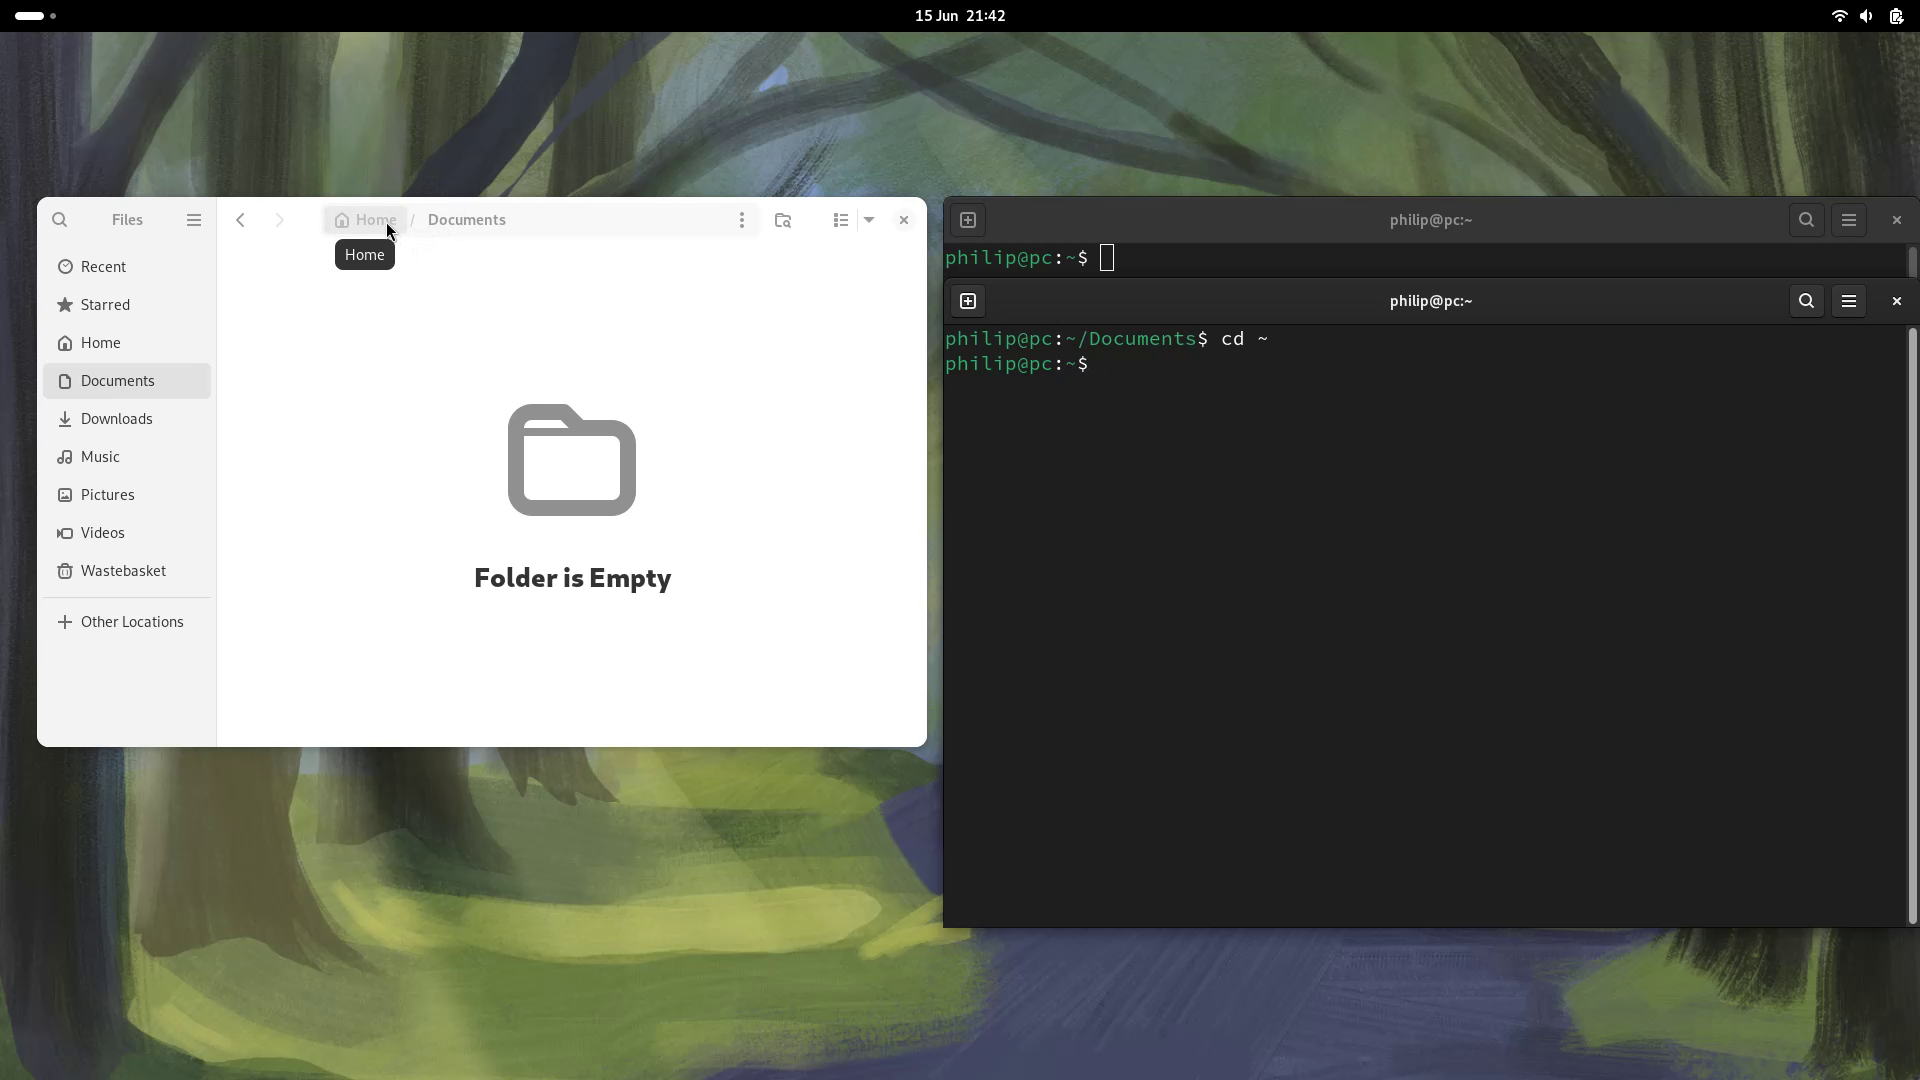 15 Jun 21:42
Files
Home / Documents
Home
Recent
Starred
Home
Documents
Downloads
Music
Pictures
Videos
Wastebasket
Other Locations
Folder is Empty
philip@pc:~
philip@pc:~$
philip@pc:~
philip@pc:~/Documents$ cd ~
philip@pc:~$